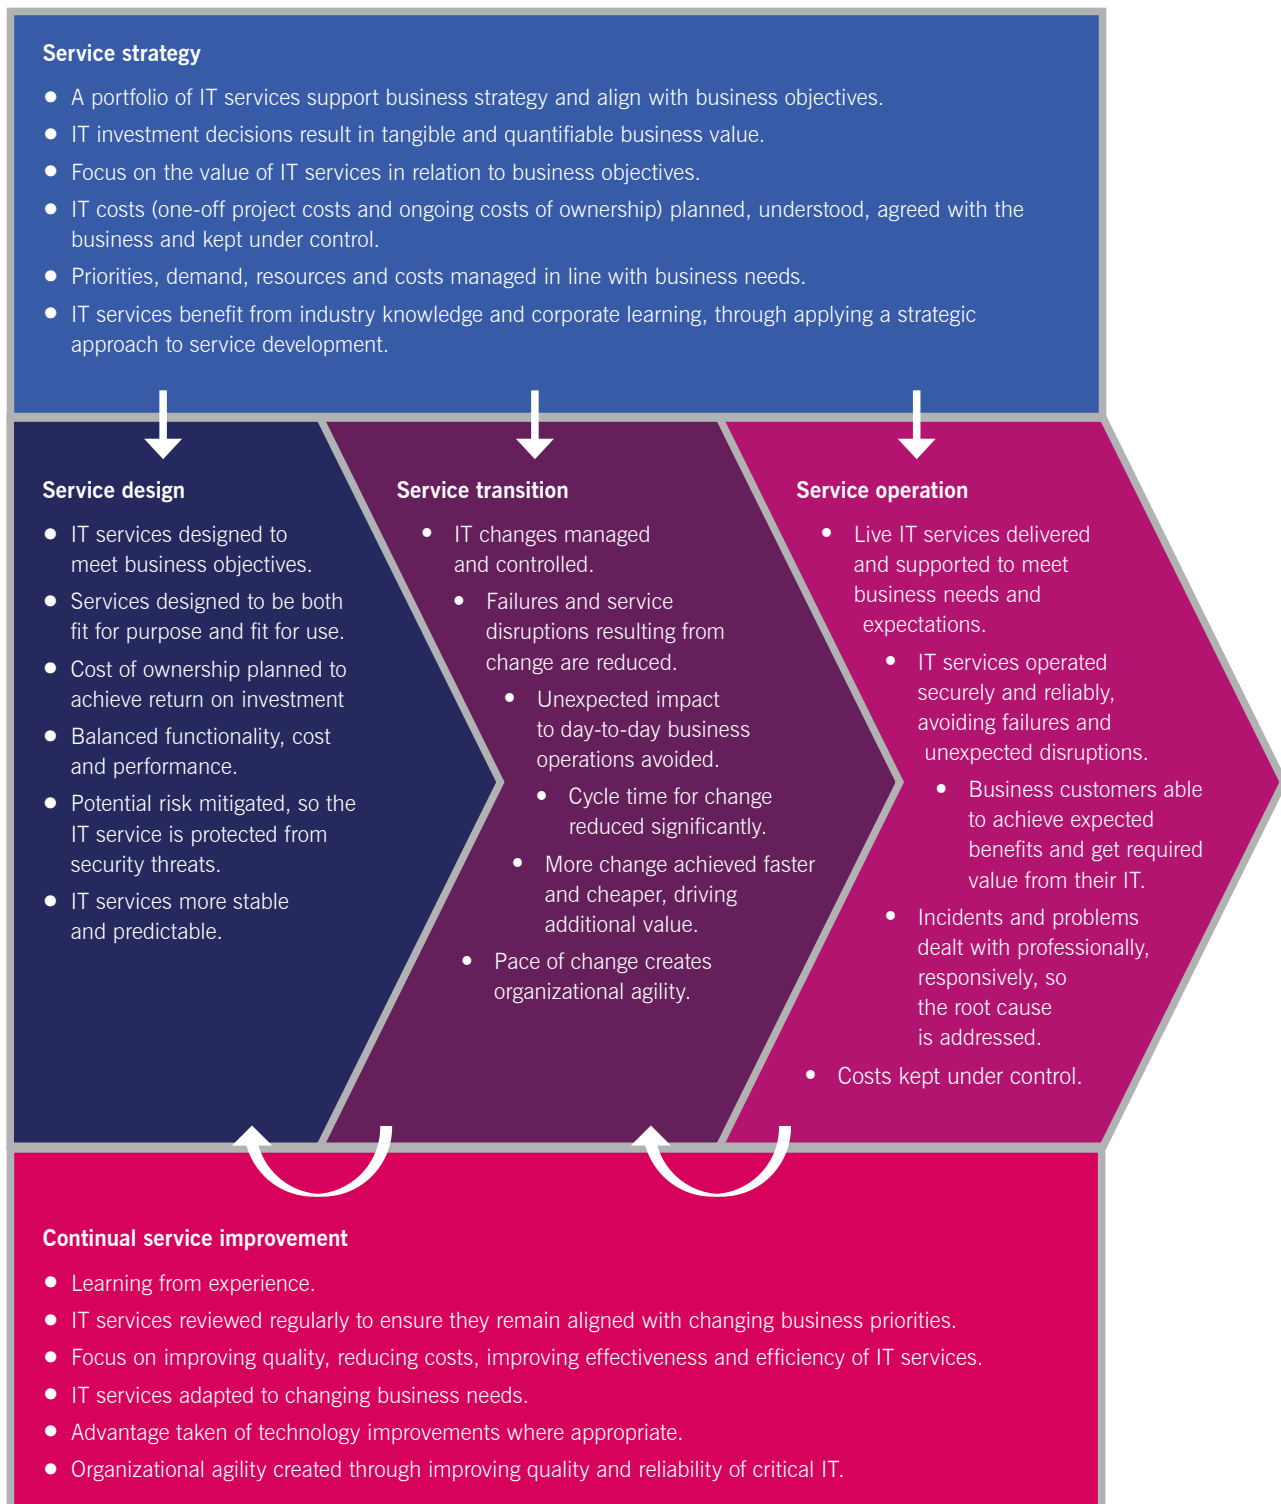 Service strategy
• A portfolio of IT services support business strategy and align with business objectives.
• IT investment decisions result in tangible and quantifiable business value.
• Focus on the value of IT services in relation to business objectives.
• IT costs (one-off project costs and ongoing costs of ownership) planned, understood, agreed with the
business and kept under control.
• Priorities, demand, resources and costs managed in line with business needs.
• IT services benefit from industry knowledge and corporate learning, through applying a strategic
approach to service development.
Service design
• IT services designed to
meet business objectives.
• Services designed to be both
fit for purpose and fit for use.
• Cost of ownership planned to
achieve return on investment
• Balanced functionality, cost
and performance.
• Potential risk mitigated, so the
IT service is protected from
security threats.
• IT services more stable
and predictable.
Service transition
• IT changes managed
and controlled.
• Failures and service
disruptions resulting from
change are reduced.
• Unexpected impact
to day-to-day business
operations avoided.
• Cycle time for change
reduced significantly.
• More change achieved faster
and cheaper, driving
additional value.
• Pace of change creates
organizational agility.
Service operation
• Live IT services delivered
and supported to meet
business needs and
expectations.
• IT services operated
securely and reliably,
avoiding failures and
unexpected disruptions.
• Business customers able
to achieve expected
benefits and get required
value from their IT.
• Incidents and problems
dealt with professionally,
responsively, so
the root cause
is addressed.
• Costs kept under control.
Continual service improvement
• Learning from experience.
• IT services reviewed regularly to ensure they remain aligned with changing business priorities.
• Focus on improving quality, reducing costs, improving effectiveness and efficiency of IT services.
• IT services adapted to changing business needs.
• Advantage taken of technology improvements where appropriate.
• Organizational agility created through improving quality and reliability of critical IT.